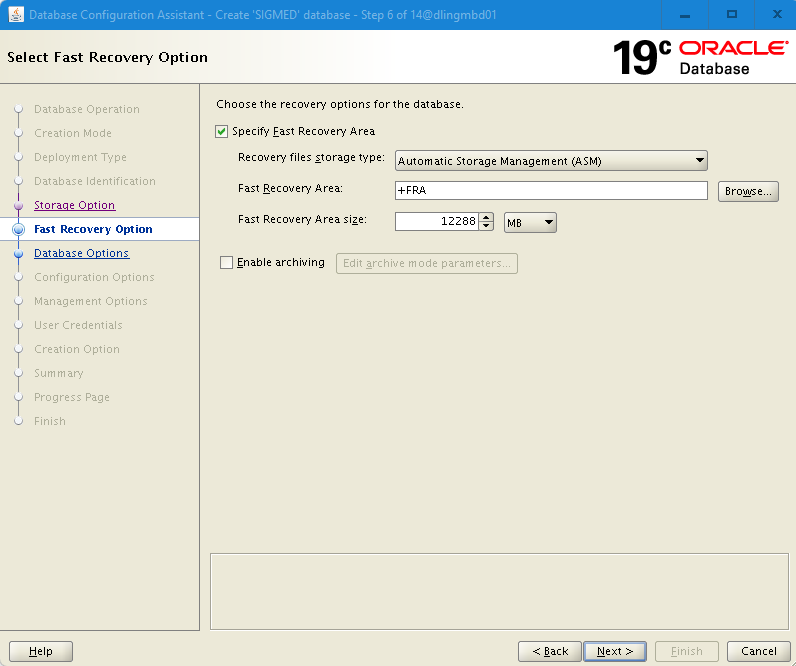 Database Configuration Assistant - Create 'SIGMED' database - Step 6 of 14@dlingmbd01
Select Fast Recovery Option
19c ORACLE
Database
Database Operation
Creation Mode
Deployment Type
Database Identification
Storage Option
Fast Recovery Option
Database Options
Configuration Options
Management Options
User Credentials
Creation Option
Summary
Progress Page
Finish
Choose the recovery options for the database.
Specify Fast Recovery Area
Recovery files storage type: Automatic Storage Management (ASM)
Fast Recovery Area: +FRA Browse...
Fast Recovery Area size: 12288 MB
Enable archiving Edit archive mode parameters...
Help < Back Next > Finish Cancel